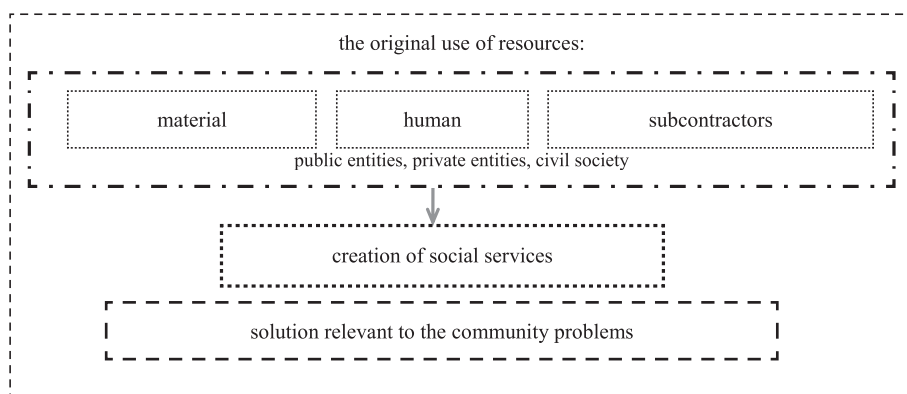 the original use of resources:
material human subcontractors
public entities, private entities, civil society
creation of social services
solution relevant to the community problems